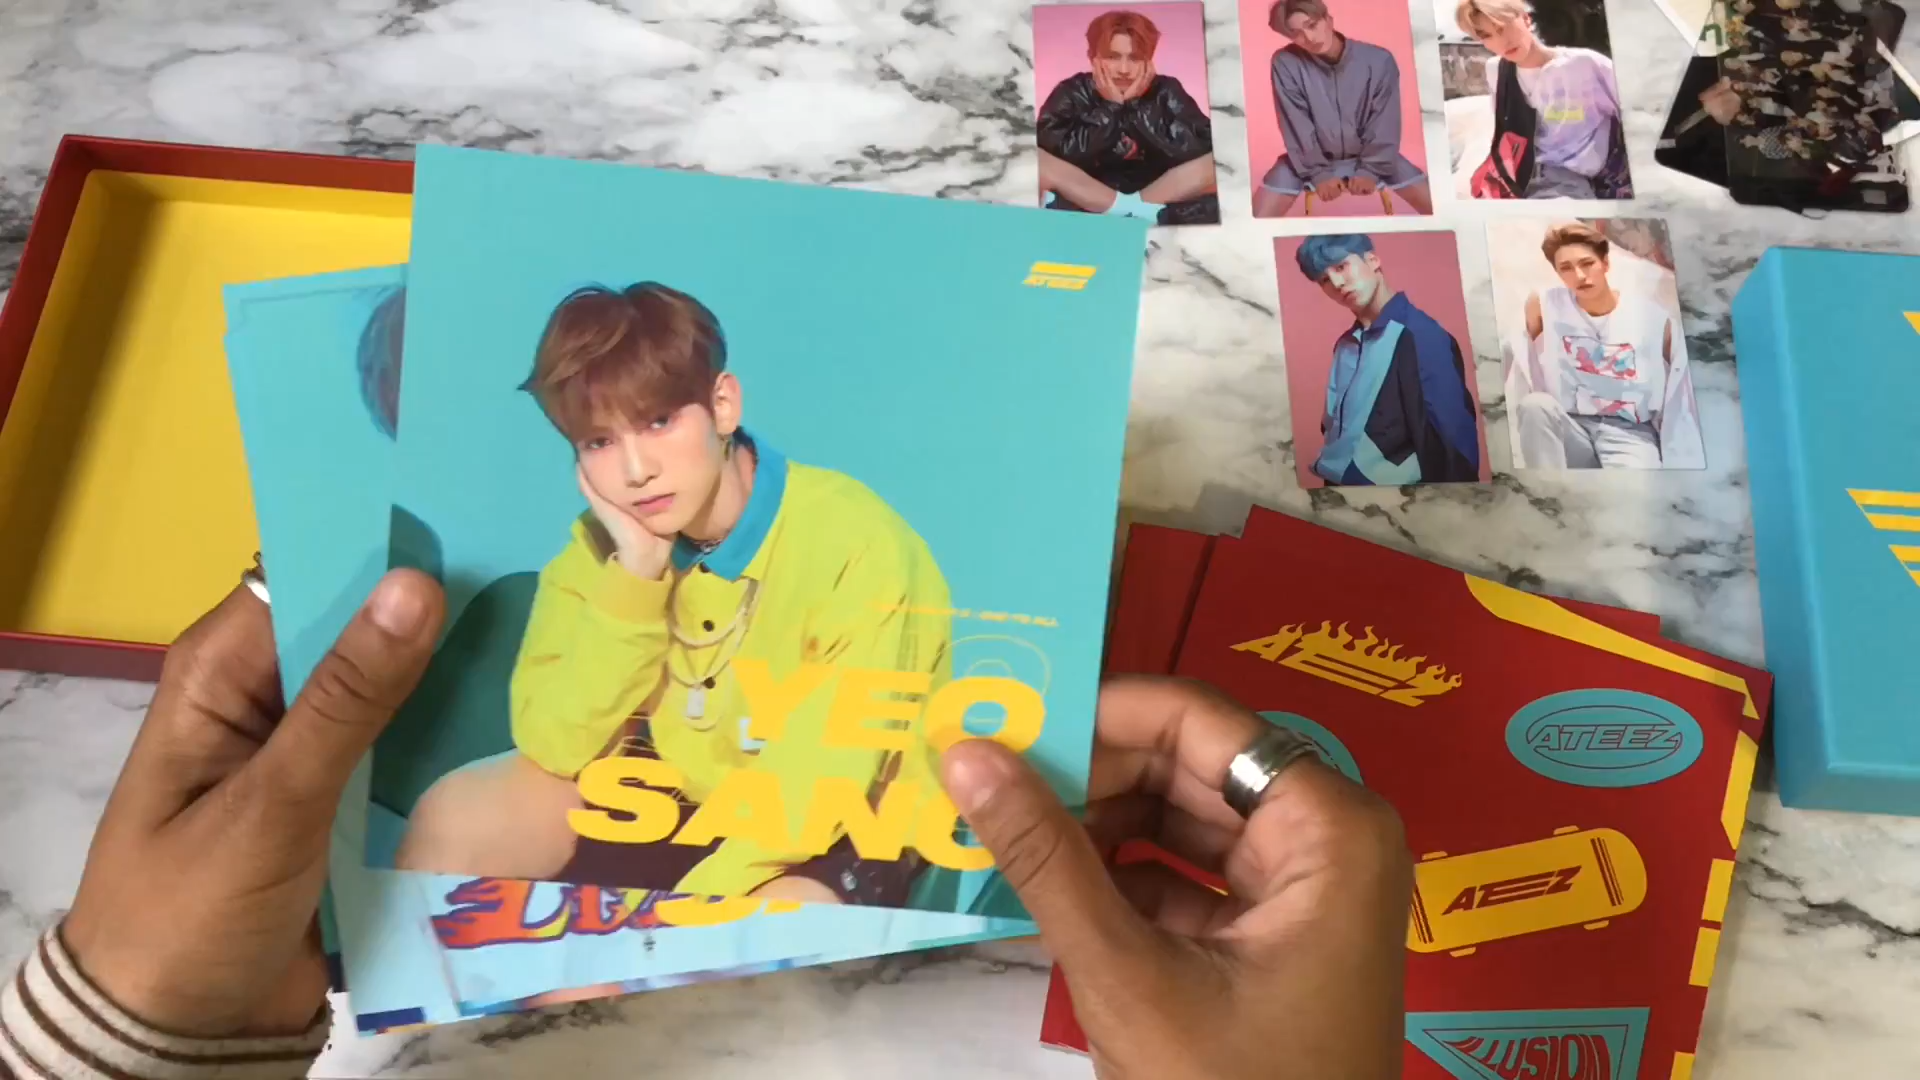 ATEEZ
YEO
SANG
ATEEZ
ATEEZ
ATEEZ
ILLUSION